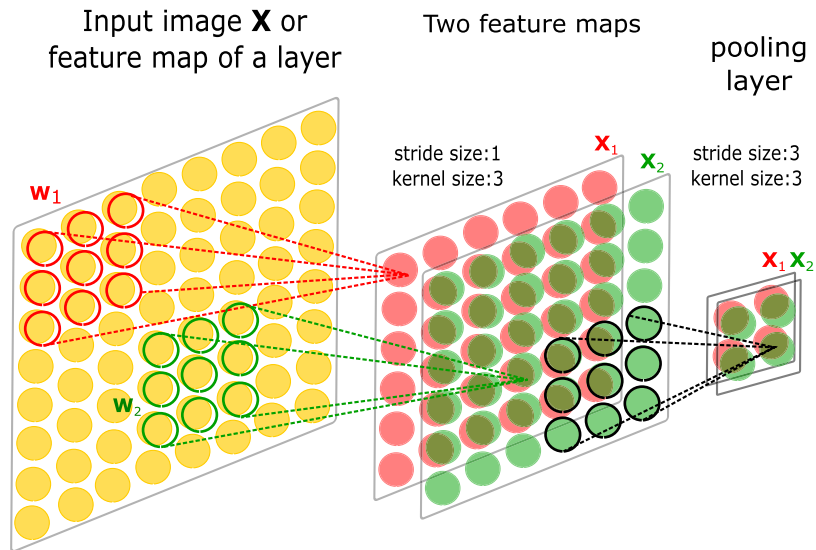 Input image X or
feature map of a layer
Two feature maps
pooling
layer
stride size:1
kernel size:3
X1
X2
stride size:3
kernel size:3
w1
X1 X2
w2